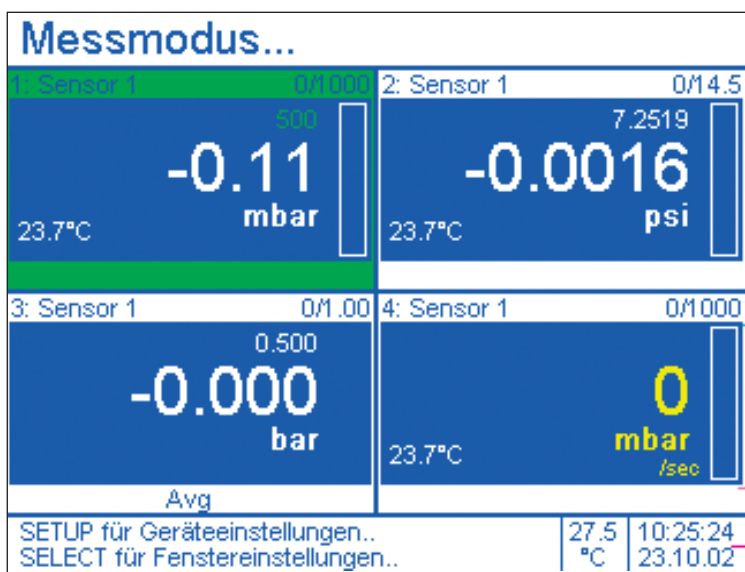 Messmodus...
1: Sensor 1 0/1000
500
-0.11
mbar
23.7°C
2: Sensor 1 0/14.5
7.2519
-0.0016
psi
23.7°C
3: Sensor 1 0/1.00
0.500
-0.000
bar
Avg
4: Sensor 1 0/1000
0
mbar
/sec
23.7°C
SETUP für Geräteeinstellungen..
SELECT für Fenstereinstellungen..
27.5
°C
10:25:24
23.10.02